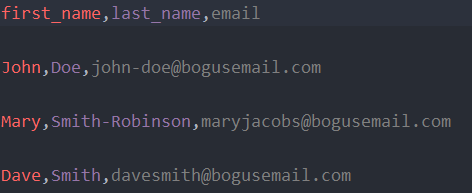 first_name,last_name,email
John,Doe,john-doe@bogusemail.com
Mary,Smith-Robinson,maryjacobs@bogusemail.com
Dave,Smith,davesmith@bogusemail.com